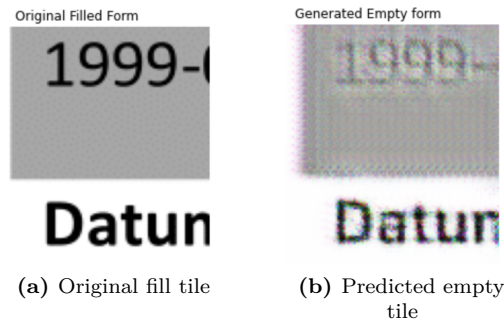 Original Filled Form
Generated Empty form
1999-
1999-
Datun
Datun
(a) Original fill tile
(b) Predicted empty
tile